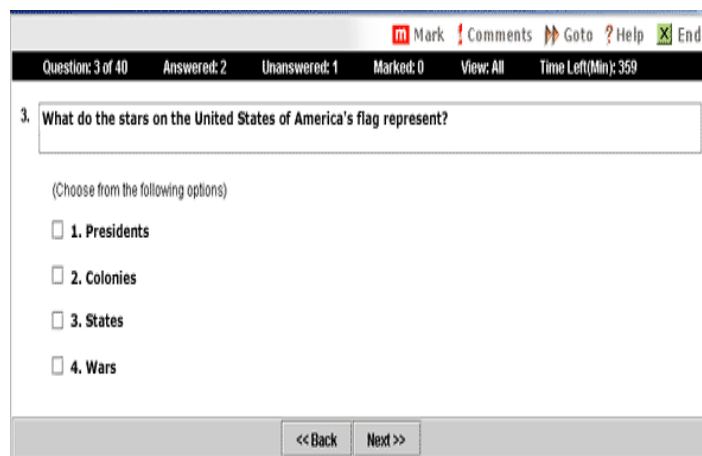 m Mark ! Comments Goto ? Help X End
Question: 3 of 40 Answered: 2 Unanswered: 1 Marked: 0 View: All Time Left(Min): 359
3. What do the stars on the United States of America's flag represent?
(Choose from the following options)
1. Presidents
2. Colonies
3. States
4. Wars
<< Back Next >>